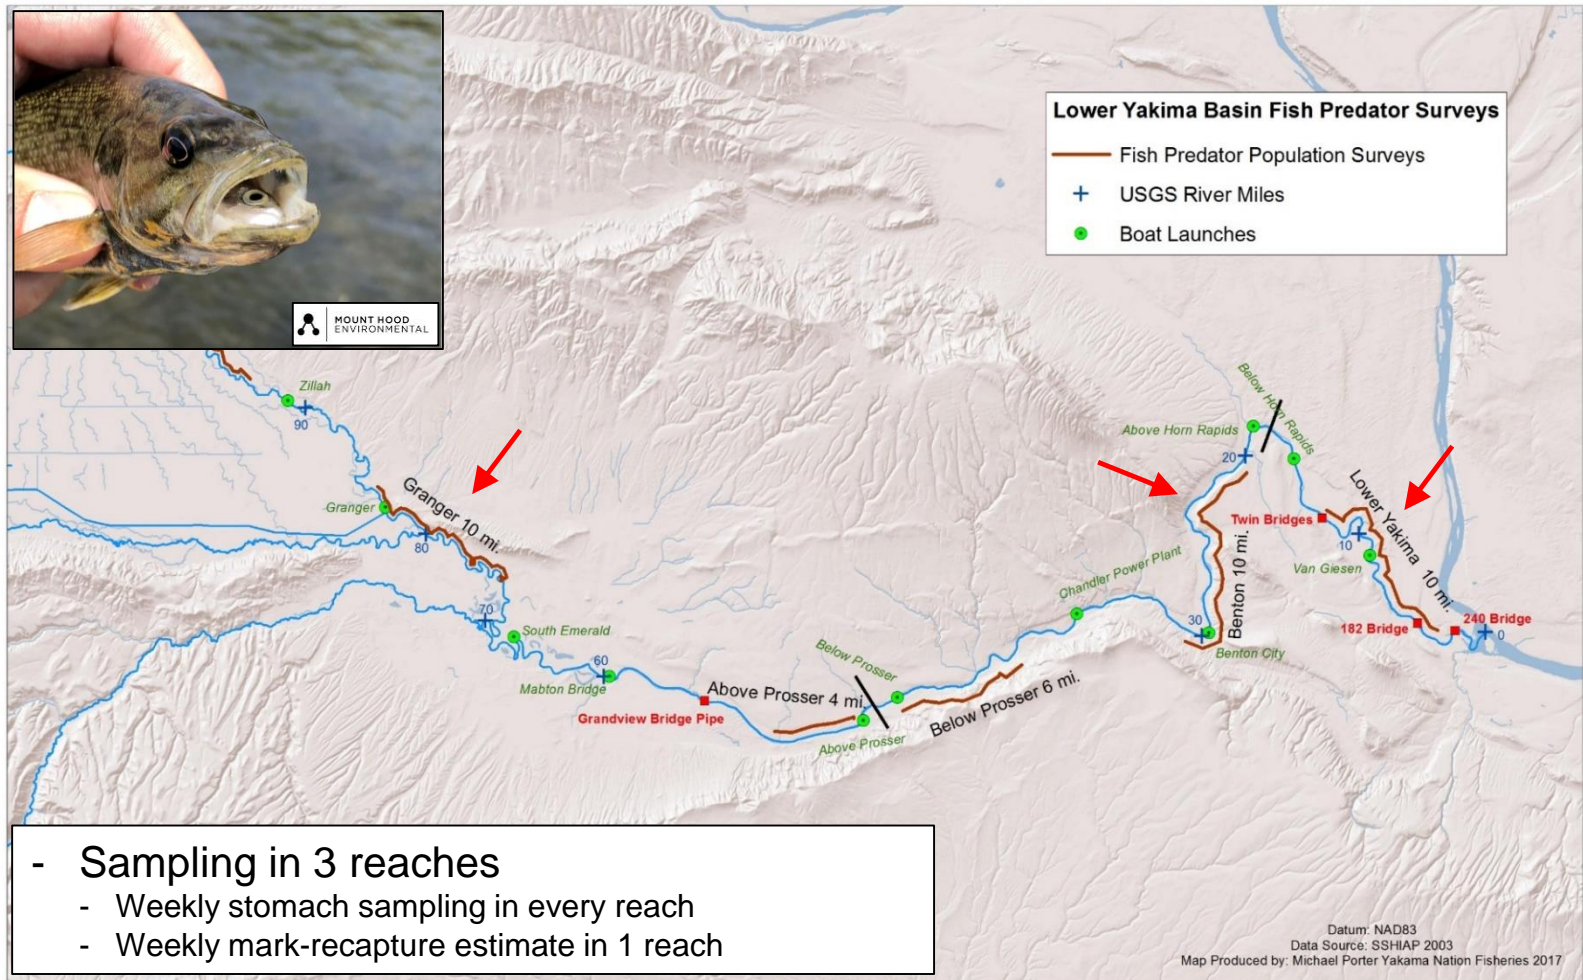 MOUNT HOOD
ENVIRONMENTAL
Lower Yakima Basin Fish Predator Surveys
Fish Predator Population Surveys
USGS River Miles
Boat Launches
Zillah
90
Granger
Granger 10 mi.
80
70
South Emerald
60
Mabton Bridge
Grandview Bridge Pipe
Above Prosser 4 mi.
Above Prosser
Below Prosser
Below Prosser 6 mi.
Chandler Power Plant
30
Benton City
Benton 10 mi.
20
Above Horn Rapids
Below Horn Rapids
Twin Bridges
10
Van Giesen
Lower Yakima 10 mi.
182 Bridge
240 Bridge
0
- Sampling in 3 reaches
- Weekly stomach sampling in every reach
- Weekly mark-recapture estimate in 1 reach
Datum: NAD83
Data Source: SSHIAP 2003
Map Produced by: Michael Porter Yakama Nation Fisheries 2017